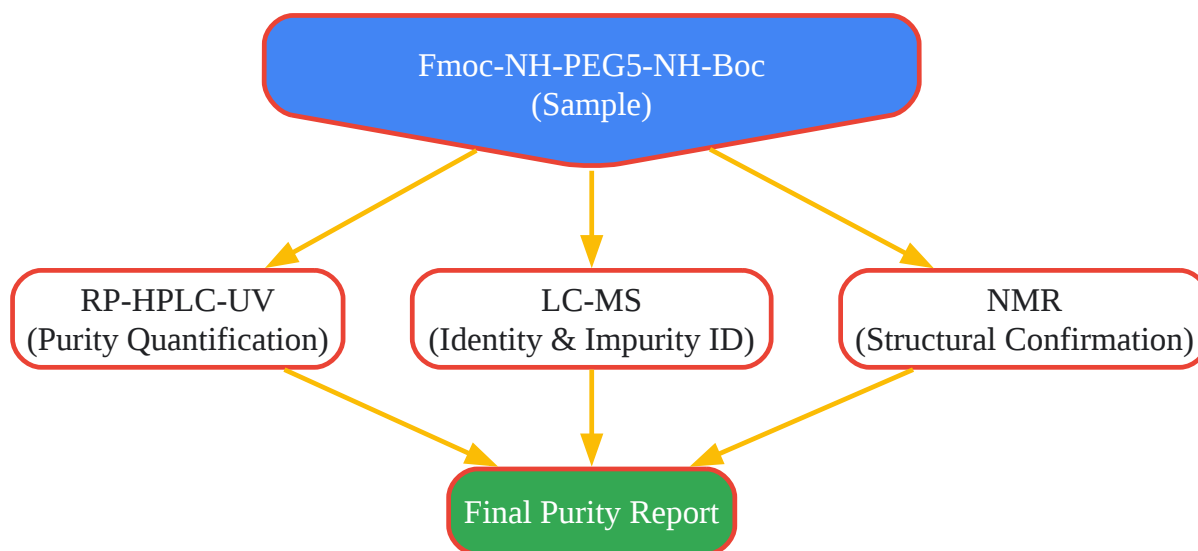 Fmoc-NH-PEG5-NH-Boc
(Sample)
RP-HPLC-UV
(Purity Quantification)
LC-MS
(Identity & Impurity ID)
NMR
(Structural Confirmation)
Final Purity Report